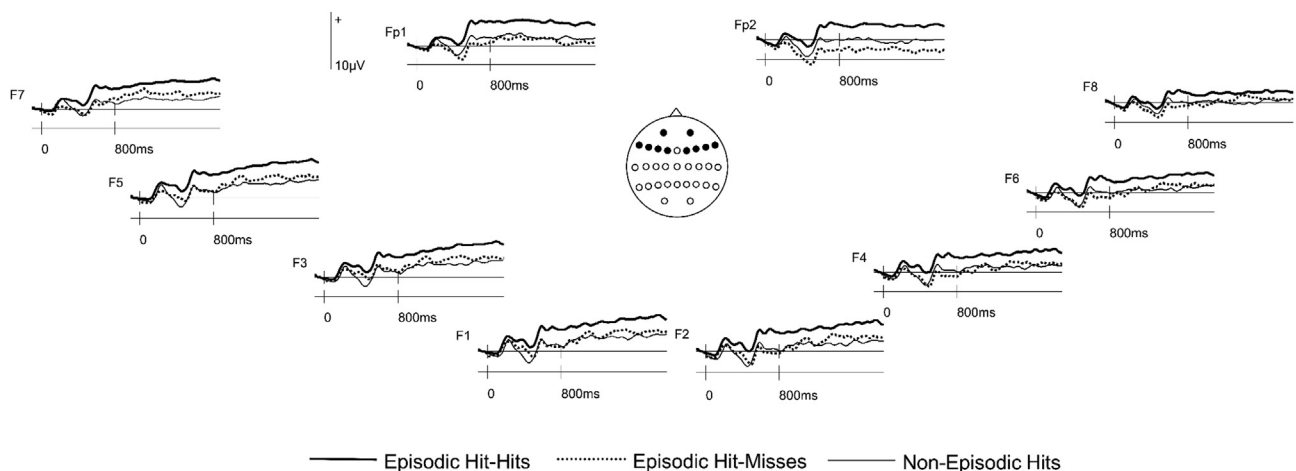 +
10µV
Fp1
0 800ms
Fp2
0 800ms
F7
0 800ms
F8
0 800ms
F5
0 800ms
F6
0 800ms
F3
0 800ms
F4
0 800ms
F1
0 800ms
F2
0 800ms
Episodic Hit-Hits Episodic Hit-Misses Non-Episodic Hits